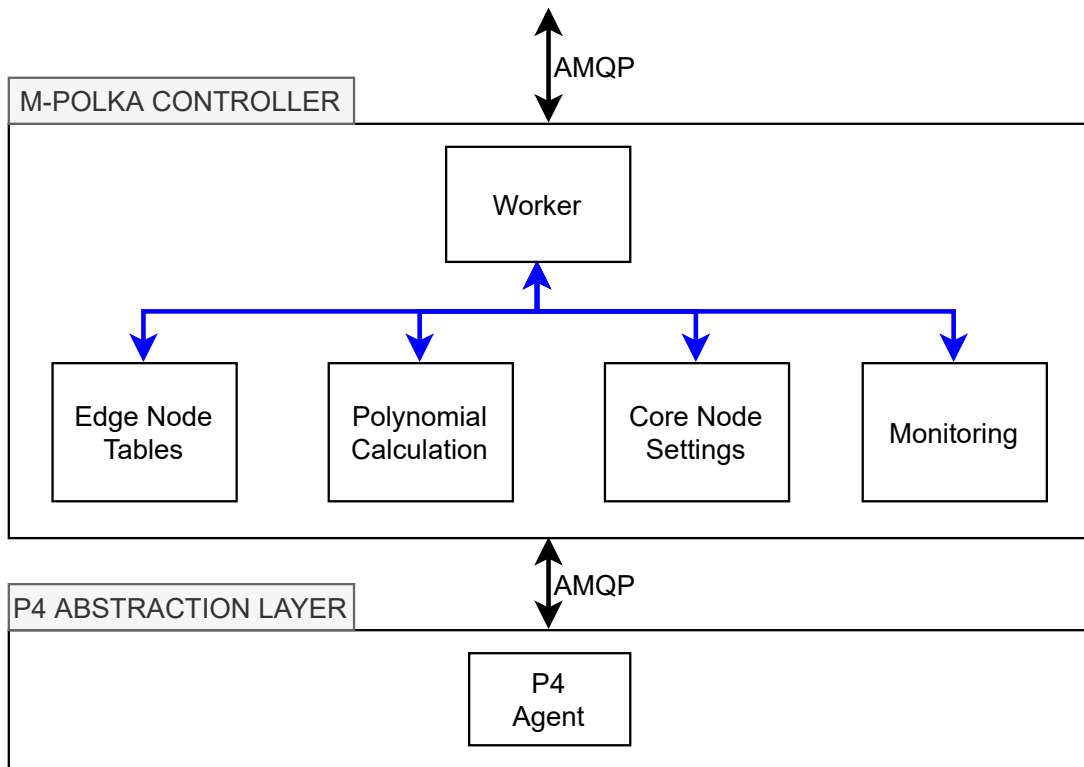 AMQP
M-POLKA CONTROLLER
Worker
Edge Node
Tables
Polynomial
Calculation
Core Node
Settings
Monitoring
AMQP
P4 ABSTRACTION LAYER
P4
Agent